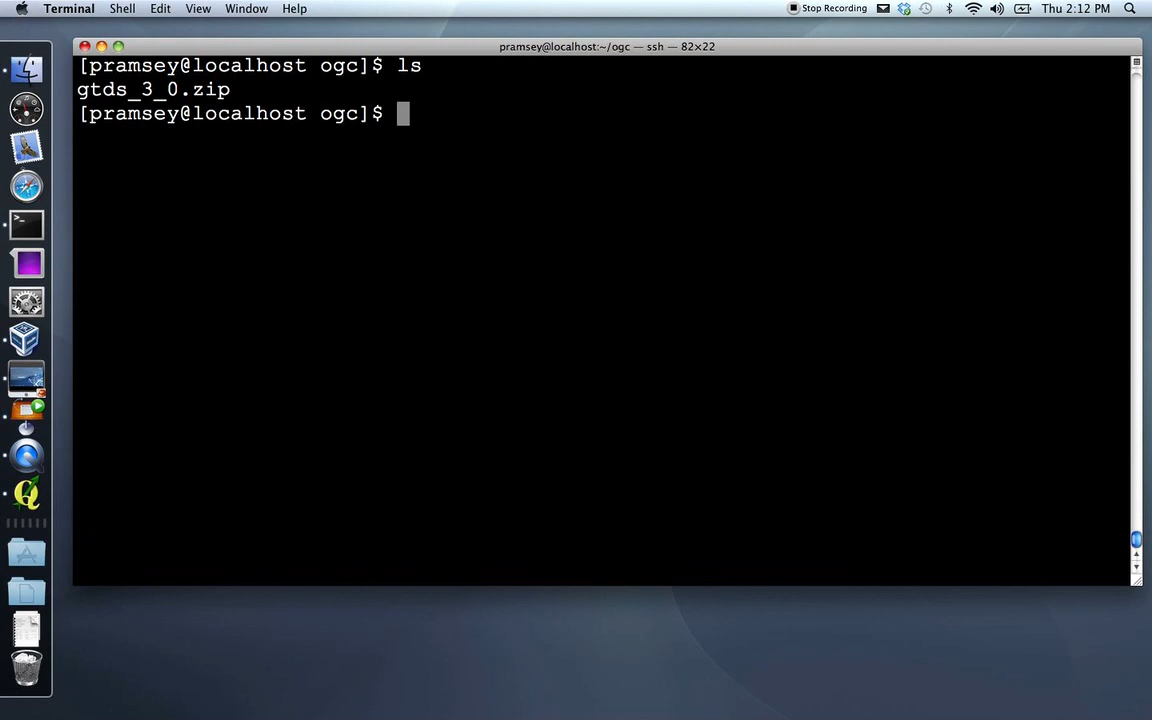 Terminal Shell Edit View Window Help Stop Recording Thu 2:12 PM
pramsey@localhost:~/ogc — ssh — 82×22
[pramsey@localhost ogc]$ ls
gtds_3_0.zip
[pramsey@localhost ogc]$